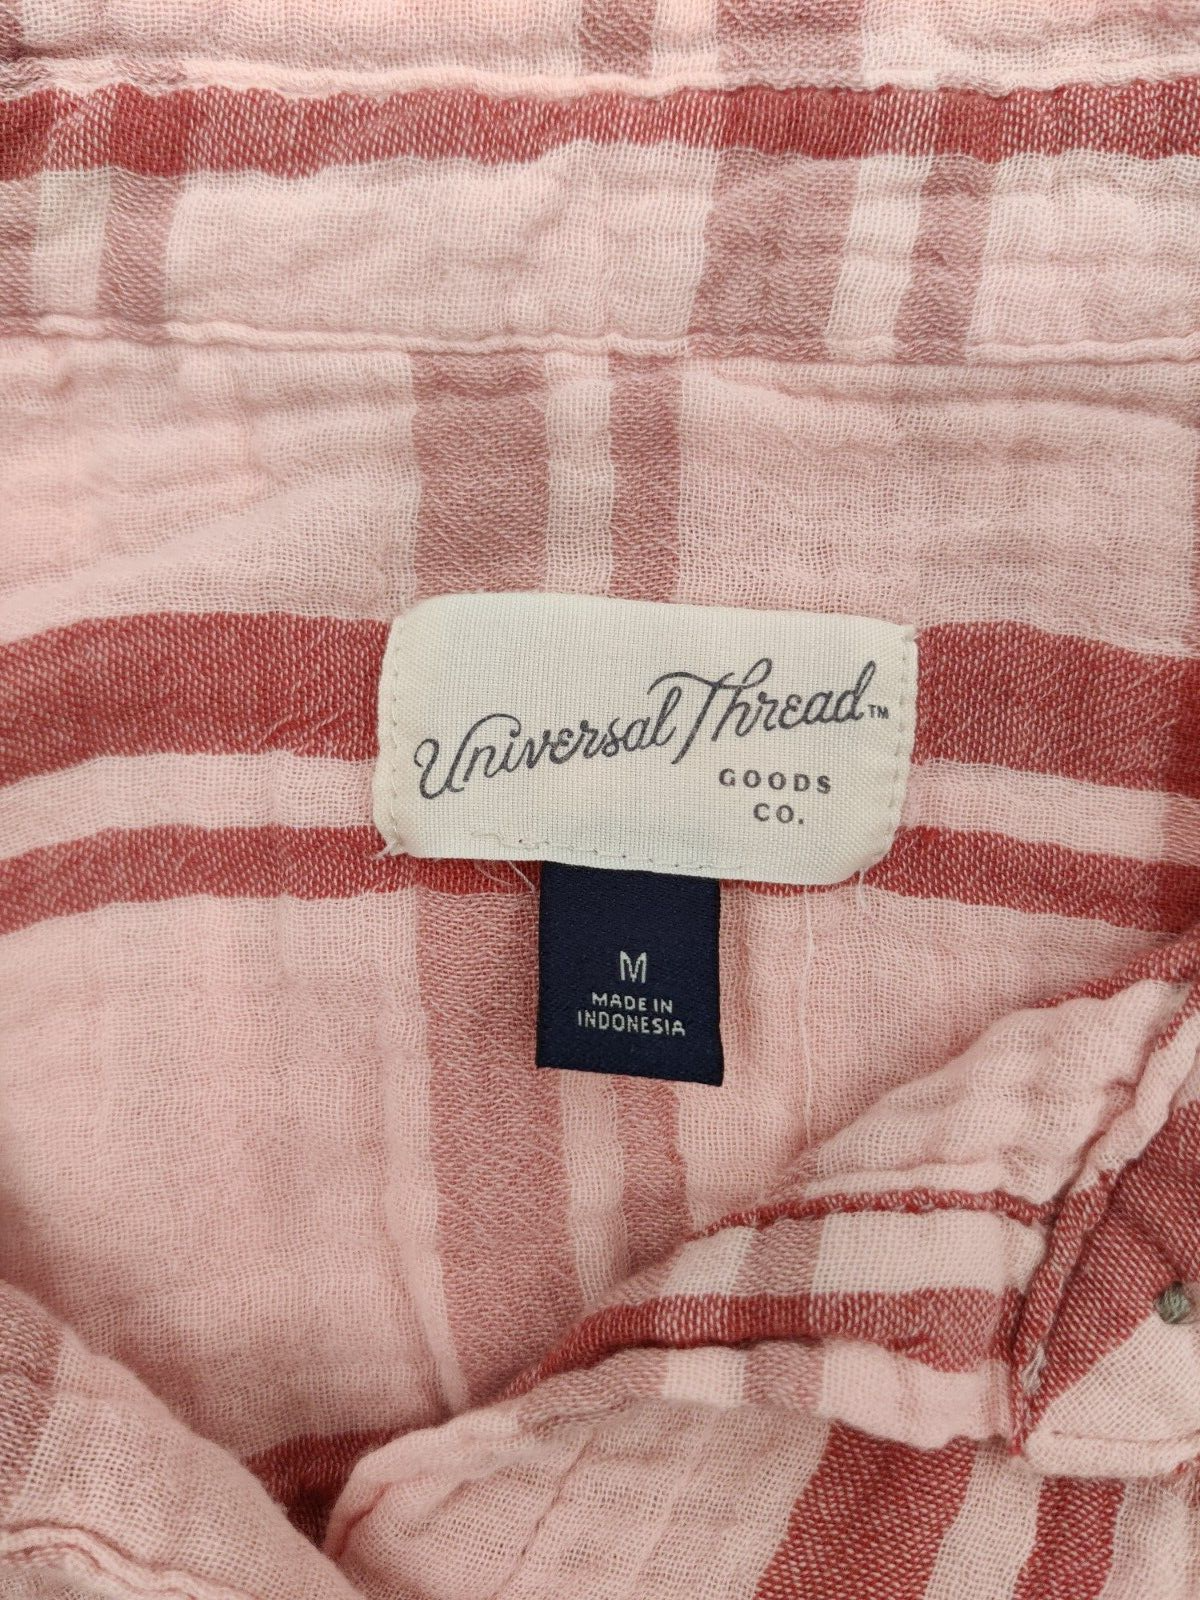 Universal Thread™
GOODS
CO.
M
MADE IN
INDONESIA